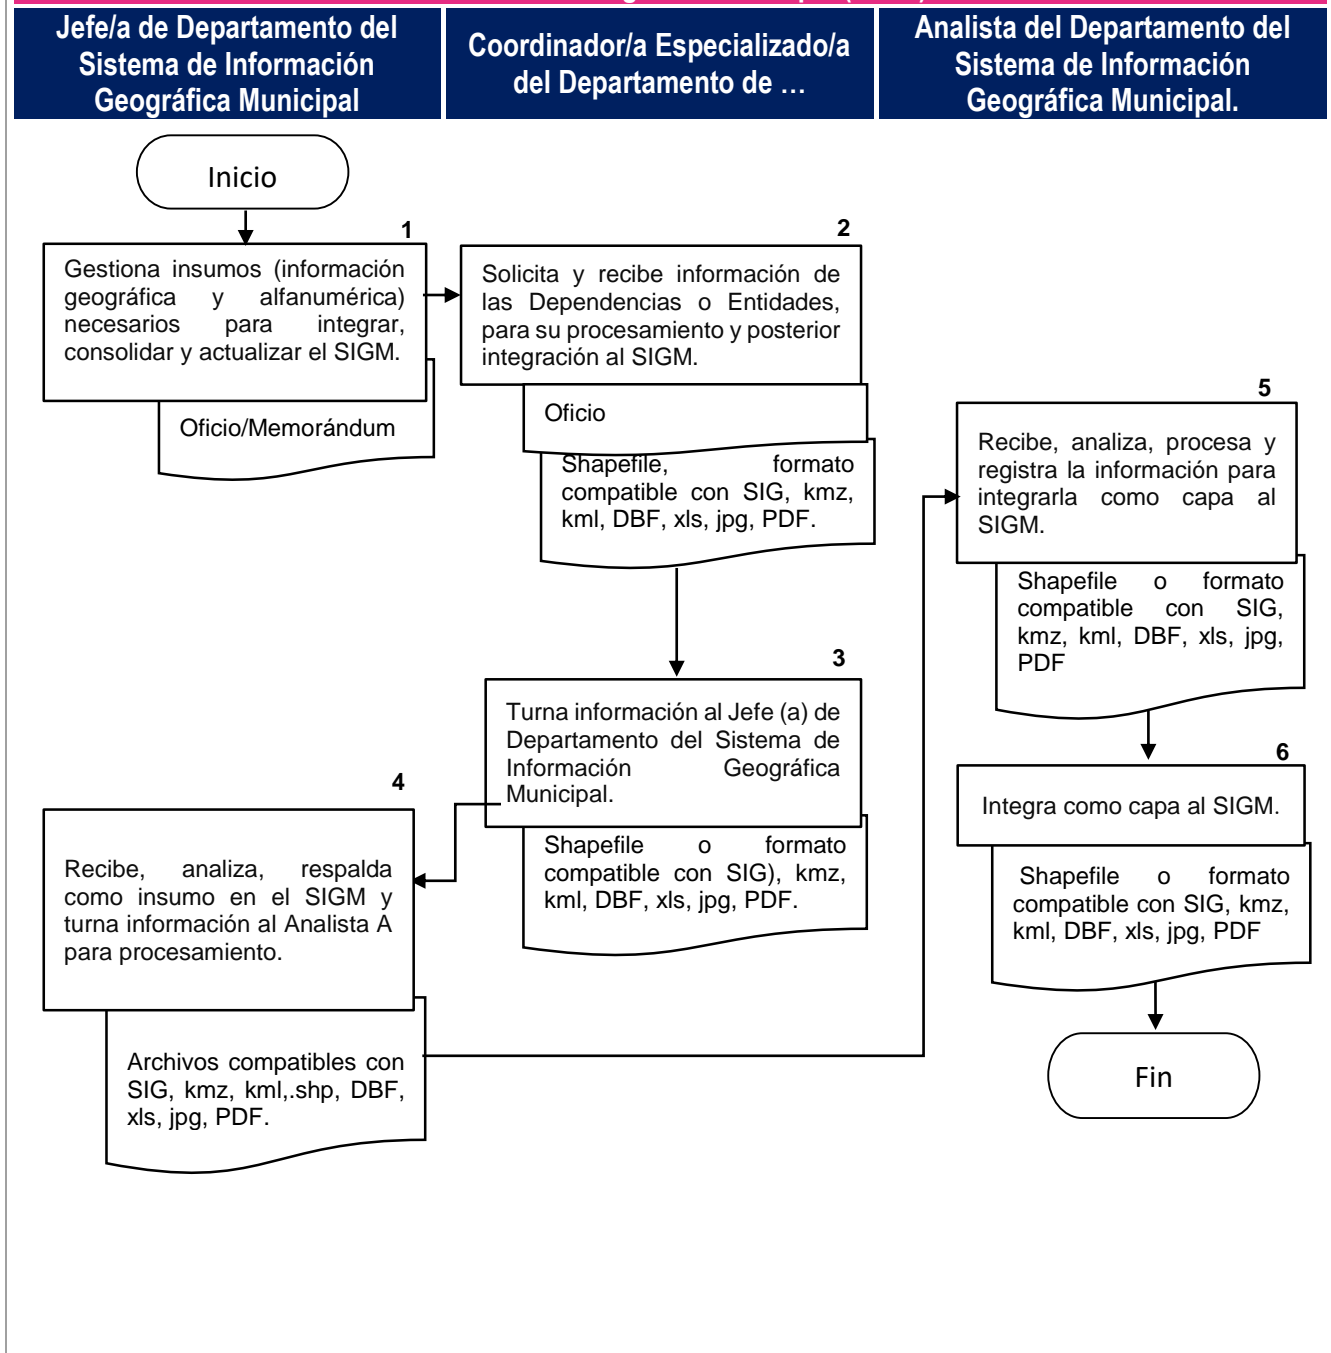 Jefe/a de Departamento del
Sistema de Información
Geográfica Municipal
Coordinador/a Especializado/a
del Departamento de …
Analista del Departamento del
Sistema de Información
Geográfica Municipal.
Inicio
1
Gestiona insumos (información
geográfica y alfanumérica)
necesarios para integrar,
consolidar y actualizar el SIGM.
Oficio/Memorándum
2
Solicita y recibe información de
las Dependencias o Entidades,
para su procesamiento y posterior
integración al SIGM.
Oficio
Shapefile, formato
compatible con SIG, kmz,
kml, DBF, xls, jpg, PDF.
3
Turna información al Jefe (a) de
Departamento del Sistema de
Información Geográfica
Municipal.
Shapefile o formato
compatible con SIG), kmz,
kml, DBF, xls, jpg, PDF.
4
Recibe, analiza, respalda
como insumo en el SIGM y
turna información al Analista A
para procesamiento.
Archivos compatibles con
SIG, kmz, kml,.shp, DBF,
xls, jpg, PDF.
5
Recibe, analiza, procesa y
registra la información para
integrarla como capa al
SIGM.
Shapefile o formato
compatible con SIG,
kmz, kml, DBF, xls, jpg,
PDF
6
Integra como capa al SIGM.
Shapefile o formato
compatible con SIG, kmz,
kml, DBF, xls, jpg, PDF
Fin